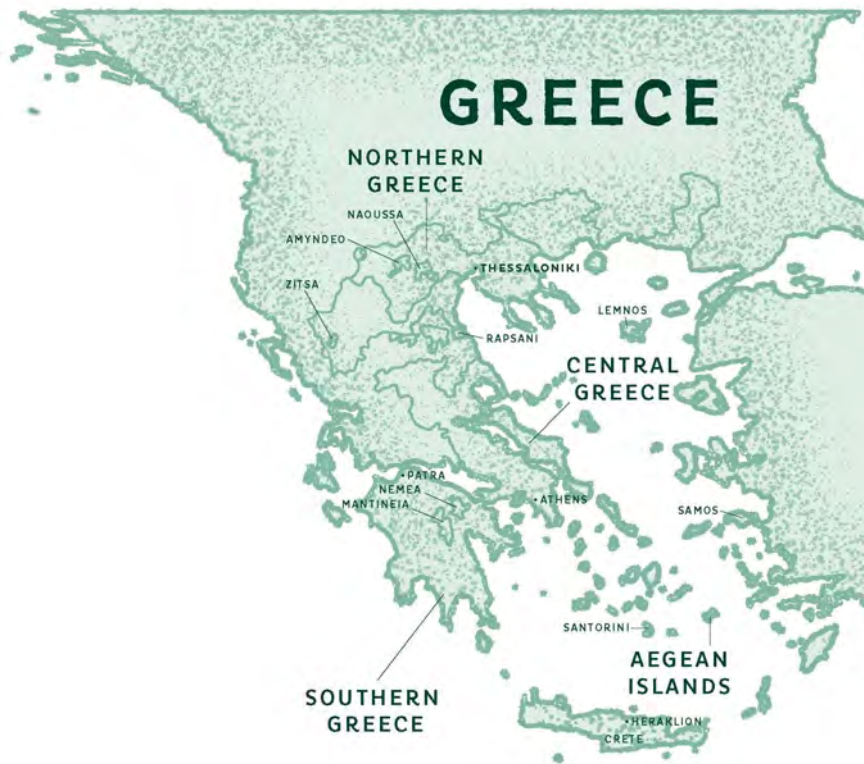 GREECE
NORTHERN
GREECE
NAOUSSA
AMYNDEO
•THESSALONIKI
ZITSA
LEMNOS
RAPSANI
CENTRAL
GREECE
•PATRA
NEMEA
•ATHENS
MANTINEIA
SAMOS
SANTORINI
AEGEAN
ISLANDS
SOUTHERN
GREECE
•HERAKLION
CRETE